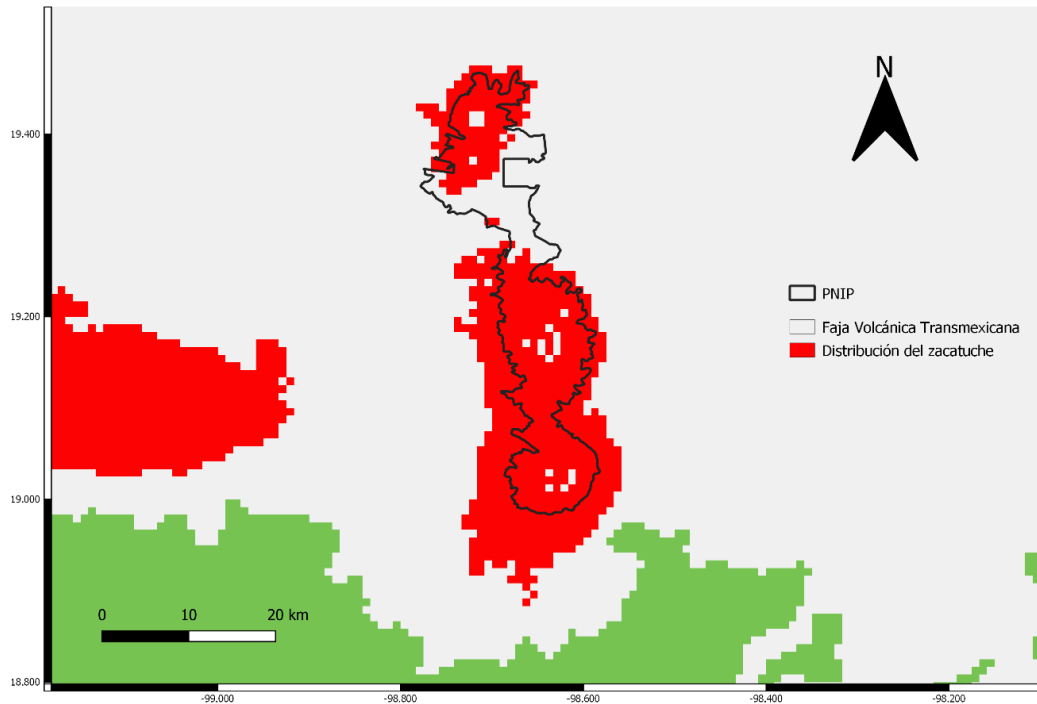 N
19.400
19.200
PNIP
Faja Volcánica Transmexicana
Distribución del zacatuche
19.000
0 10 20 km
18.800
-99.000 -98.800 -98.600 -98.400 -98.200